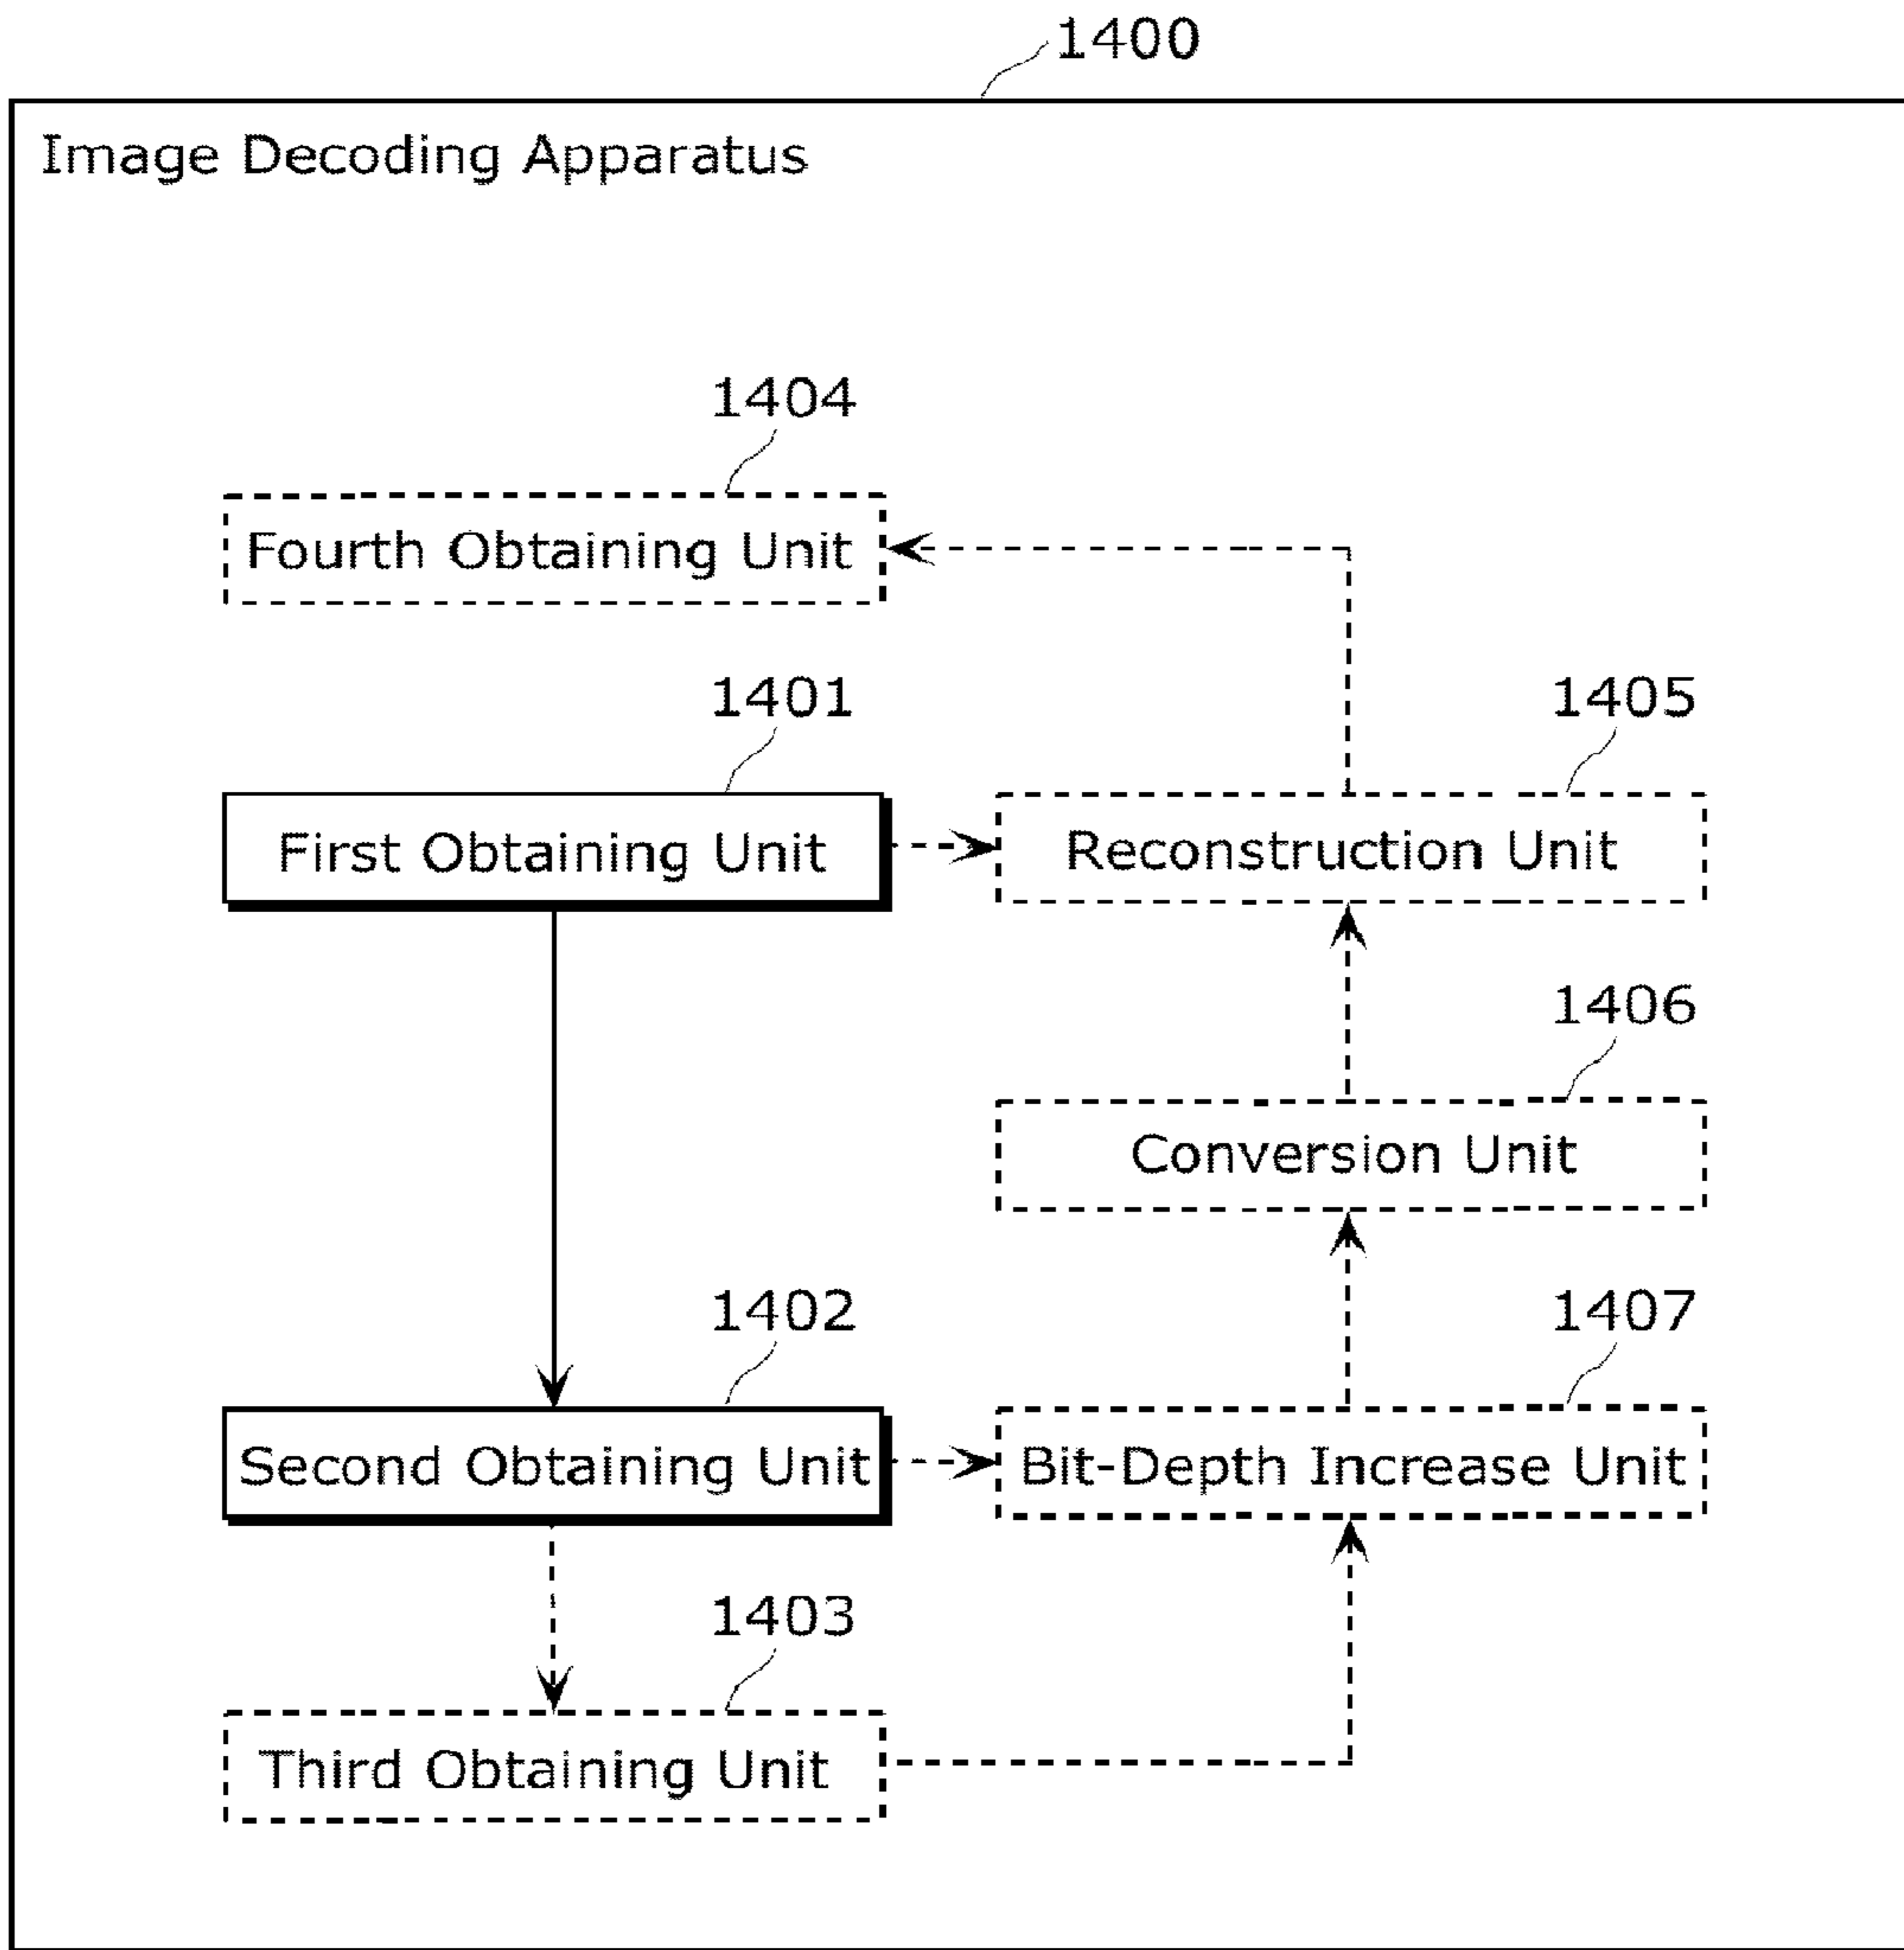 1400
Image Decoding Apparatus
1404
Fourth Obtaining Unit
1401
1405
First Obtaining Unit
Reconstruction Unit
1406
Conversion Unit
1402
1407
Second Obtaining Unit
Bit-Depth Increase Unit
1403
Third Obtaining Unit